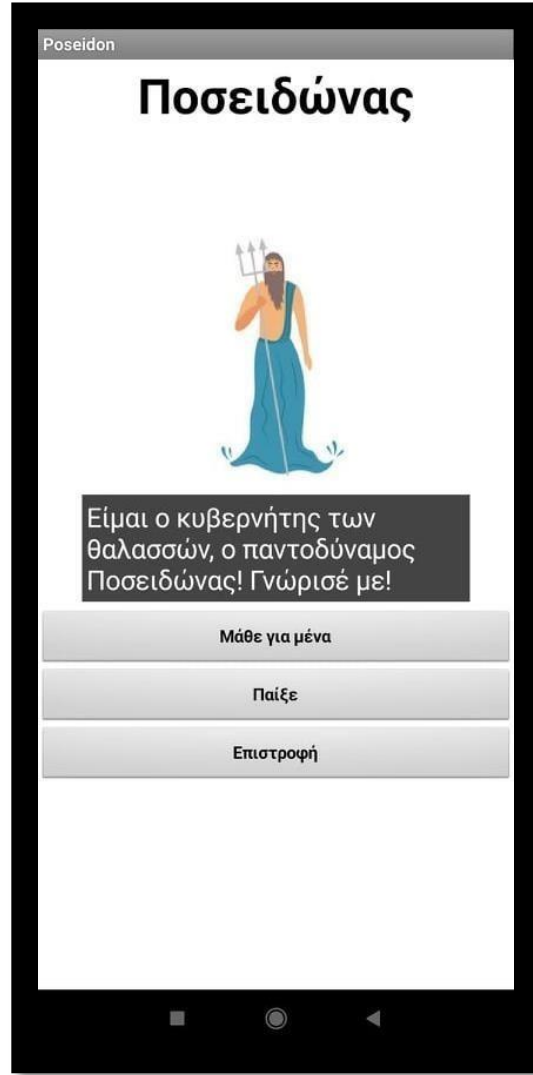 Poseidon
Ποσειδώνας
Είμαι ο κυβερνήτης των
θαλασσών, ο παντοδύναμος
Ποσειδώνας! Γνώρισέ με!
Μάθε για μένα
Παίξε
Επιστροφή